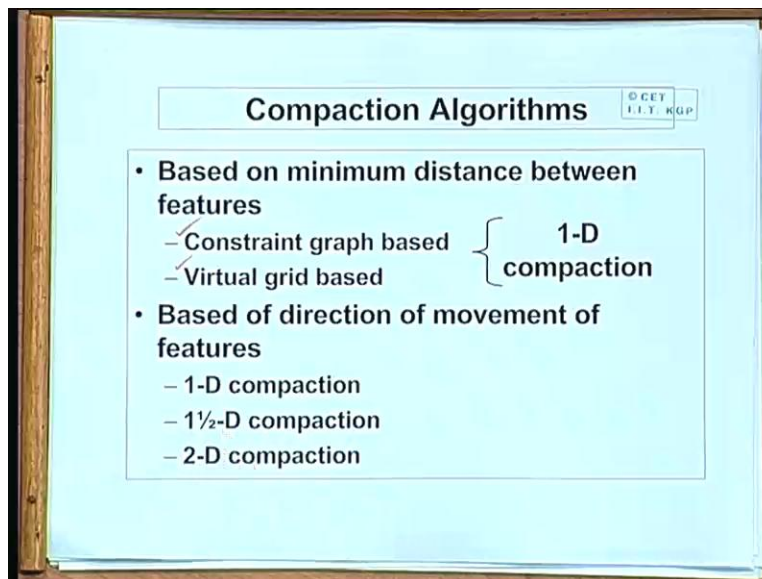 Compaction Algorithms
© CET
I.I.T. KGP
• Based on minimum distance between
features
– Constraint graph based
– Virtual grid based
1-D
compaction
• Based of direction of movement of
features
– 1-D compaction
– 1½-D compaction
– 2-D compaction